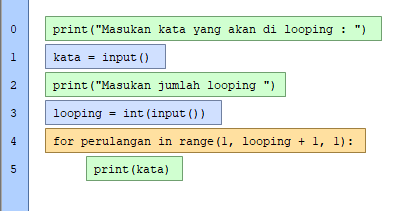 0 print("Masukan kata yang akan di looping : ")
1 kata = input()
2 print("Masukan jumlah looping ")
3 looping = int(input())
4 for perulangan in range(1, looping + 1, 1):
5 print(kata)